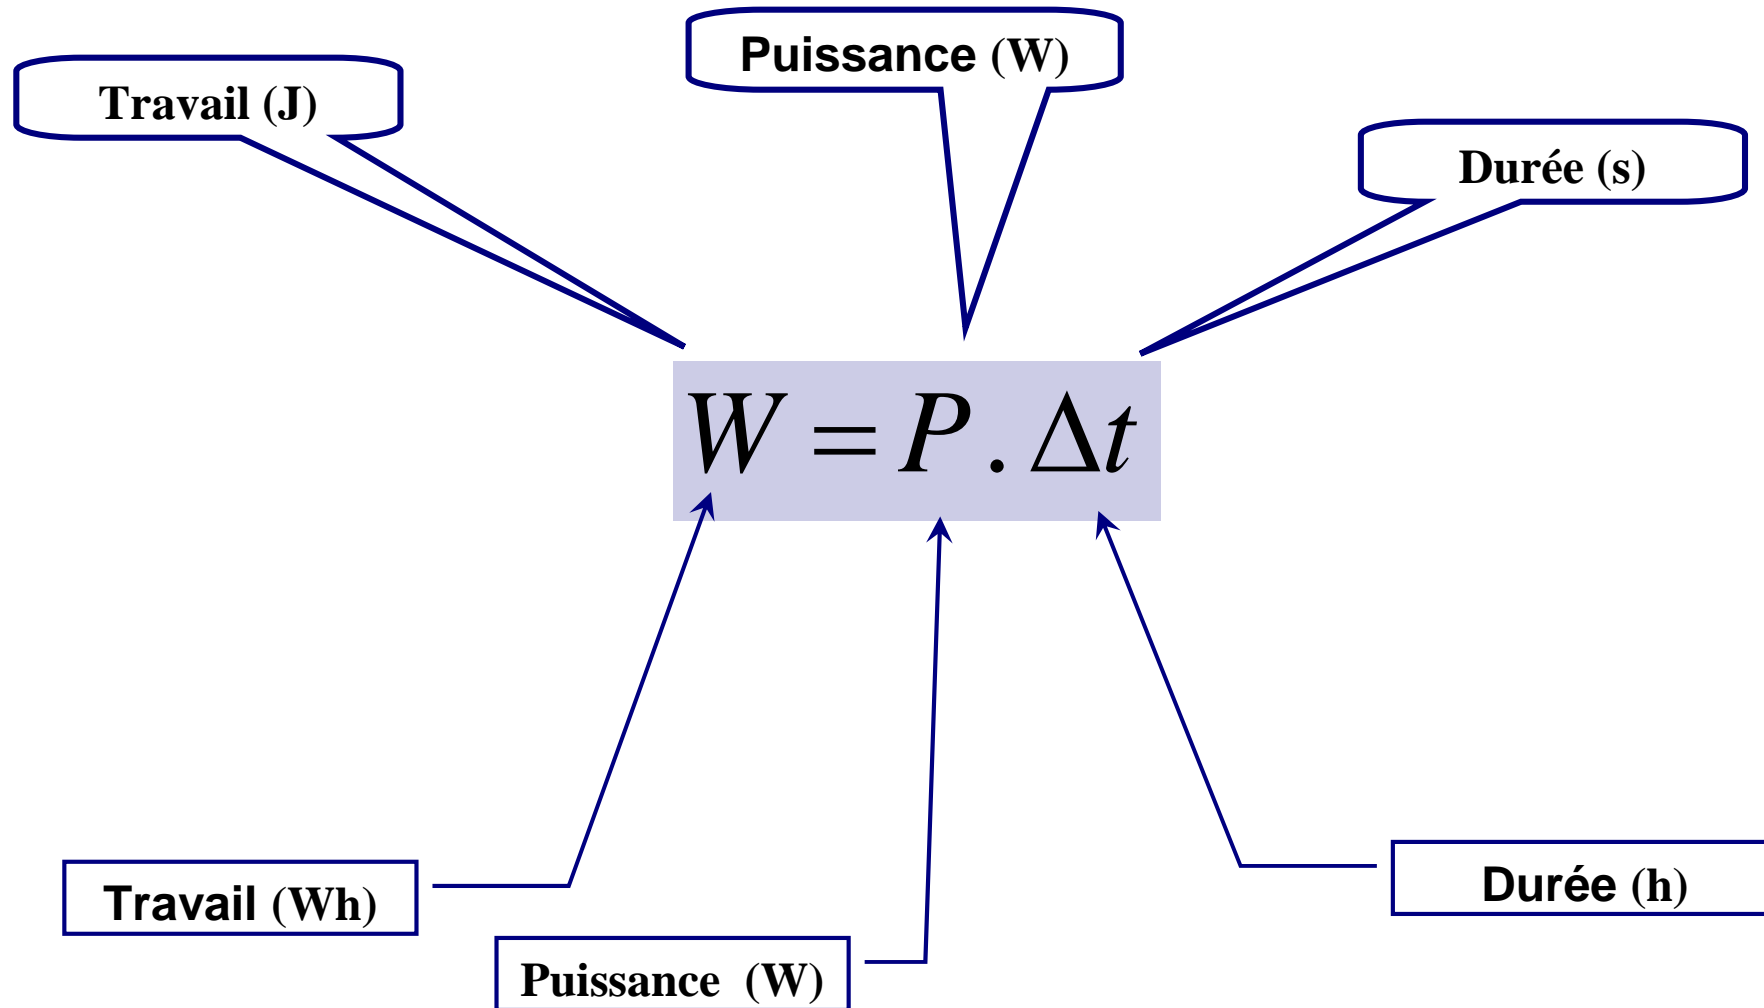 Puissance (W)
Travail (J)
Durée (s)
W = P . Δt
Travail (Wh)
Durée (h)
Puissance (W)